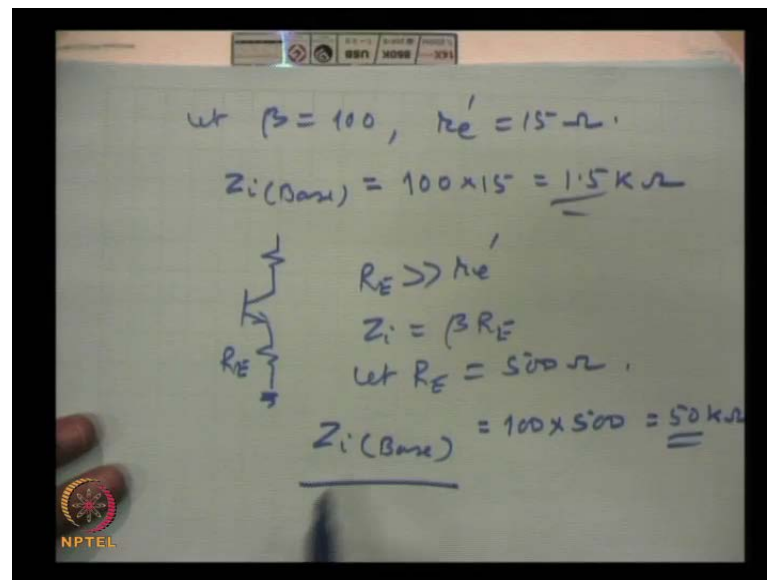 let β = 100, re' = 15 Ω.
Zi(Base) = 100 × 15 = 1.5 K Ω
RE >> re'
Zi = β RE
RE
let RE = 500 Ω.
Zi (Base) = 100 × 500 = 50 kΩ
NPTEL